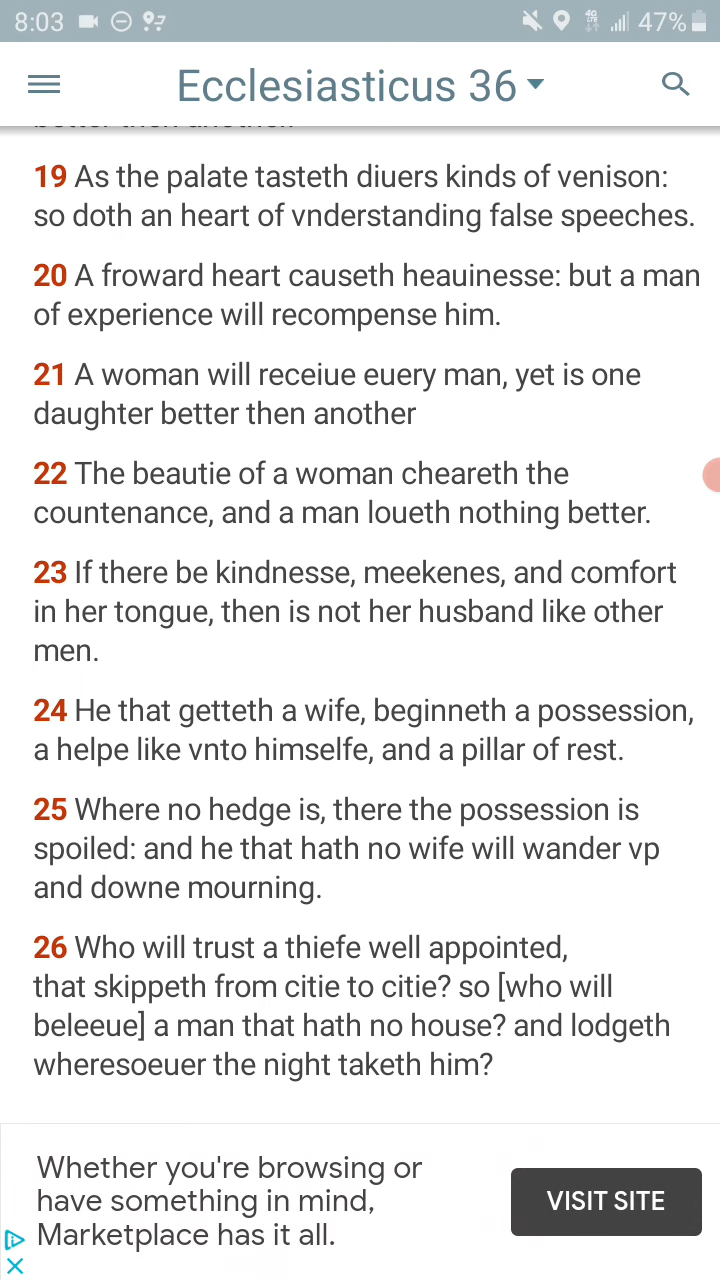 8:03
4G LTE 47%
Ecclesiasticus 36
better then another.
19 As the palate tasteth diuers kinds of venison:
so doth an heart of vnderstanding false speeches.
20 A froward heart causeth heauinesse: but a man
of experience will recompense him.
21 A woman will receiue euery man, yet is one
daughter better then another
22 The beautie of a woman cheareth the
countenance, and a man loueth nothing better.
23 If there be kindnesse, meekenes, and comfort
in her tongue, then is not her husband like other
men.
24 He that getteth a wife, beginneth a possession,
a helpe like vnto himselfe, and a pillar of rest.
25 Where no hedge is, there the possession is
spoiled: and he that hath no wife will wander vp
and downe mourning.
26 Who will trust a thiefe well appointed,
that skippeth from citie to citie? so [who will
beleeue] a man that hath no house? and lodgeth
wheresoeuer the night taketh him?
Whether you're browsing or
have something in mind,
Marketplace has it all.
VISIT SITE